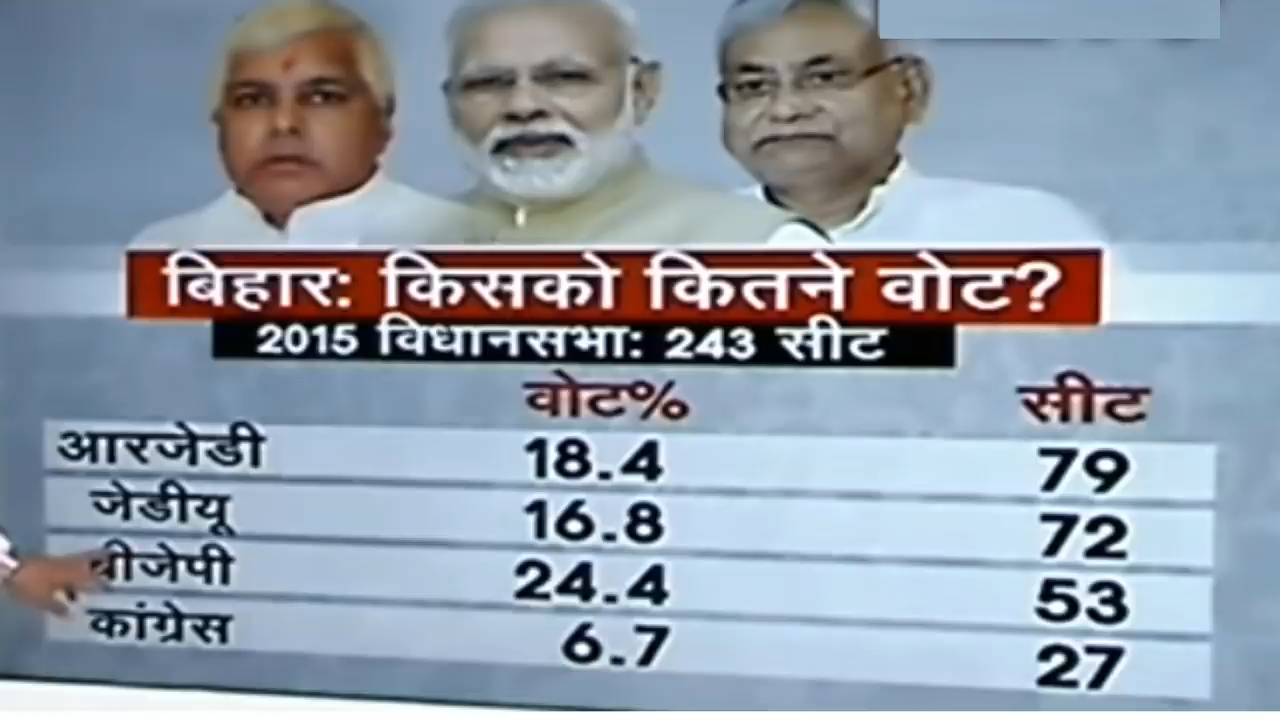 बिहार: किसको कितने वोट?
2015 विधानसभा: 243 सीट
वोट% सीट
आरजेडी 18.4 79
जेडीयू 16.8 72
बीजेपी 24.4 53
कांग्रेस 6.7 27